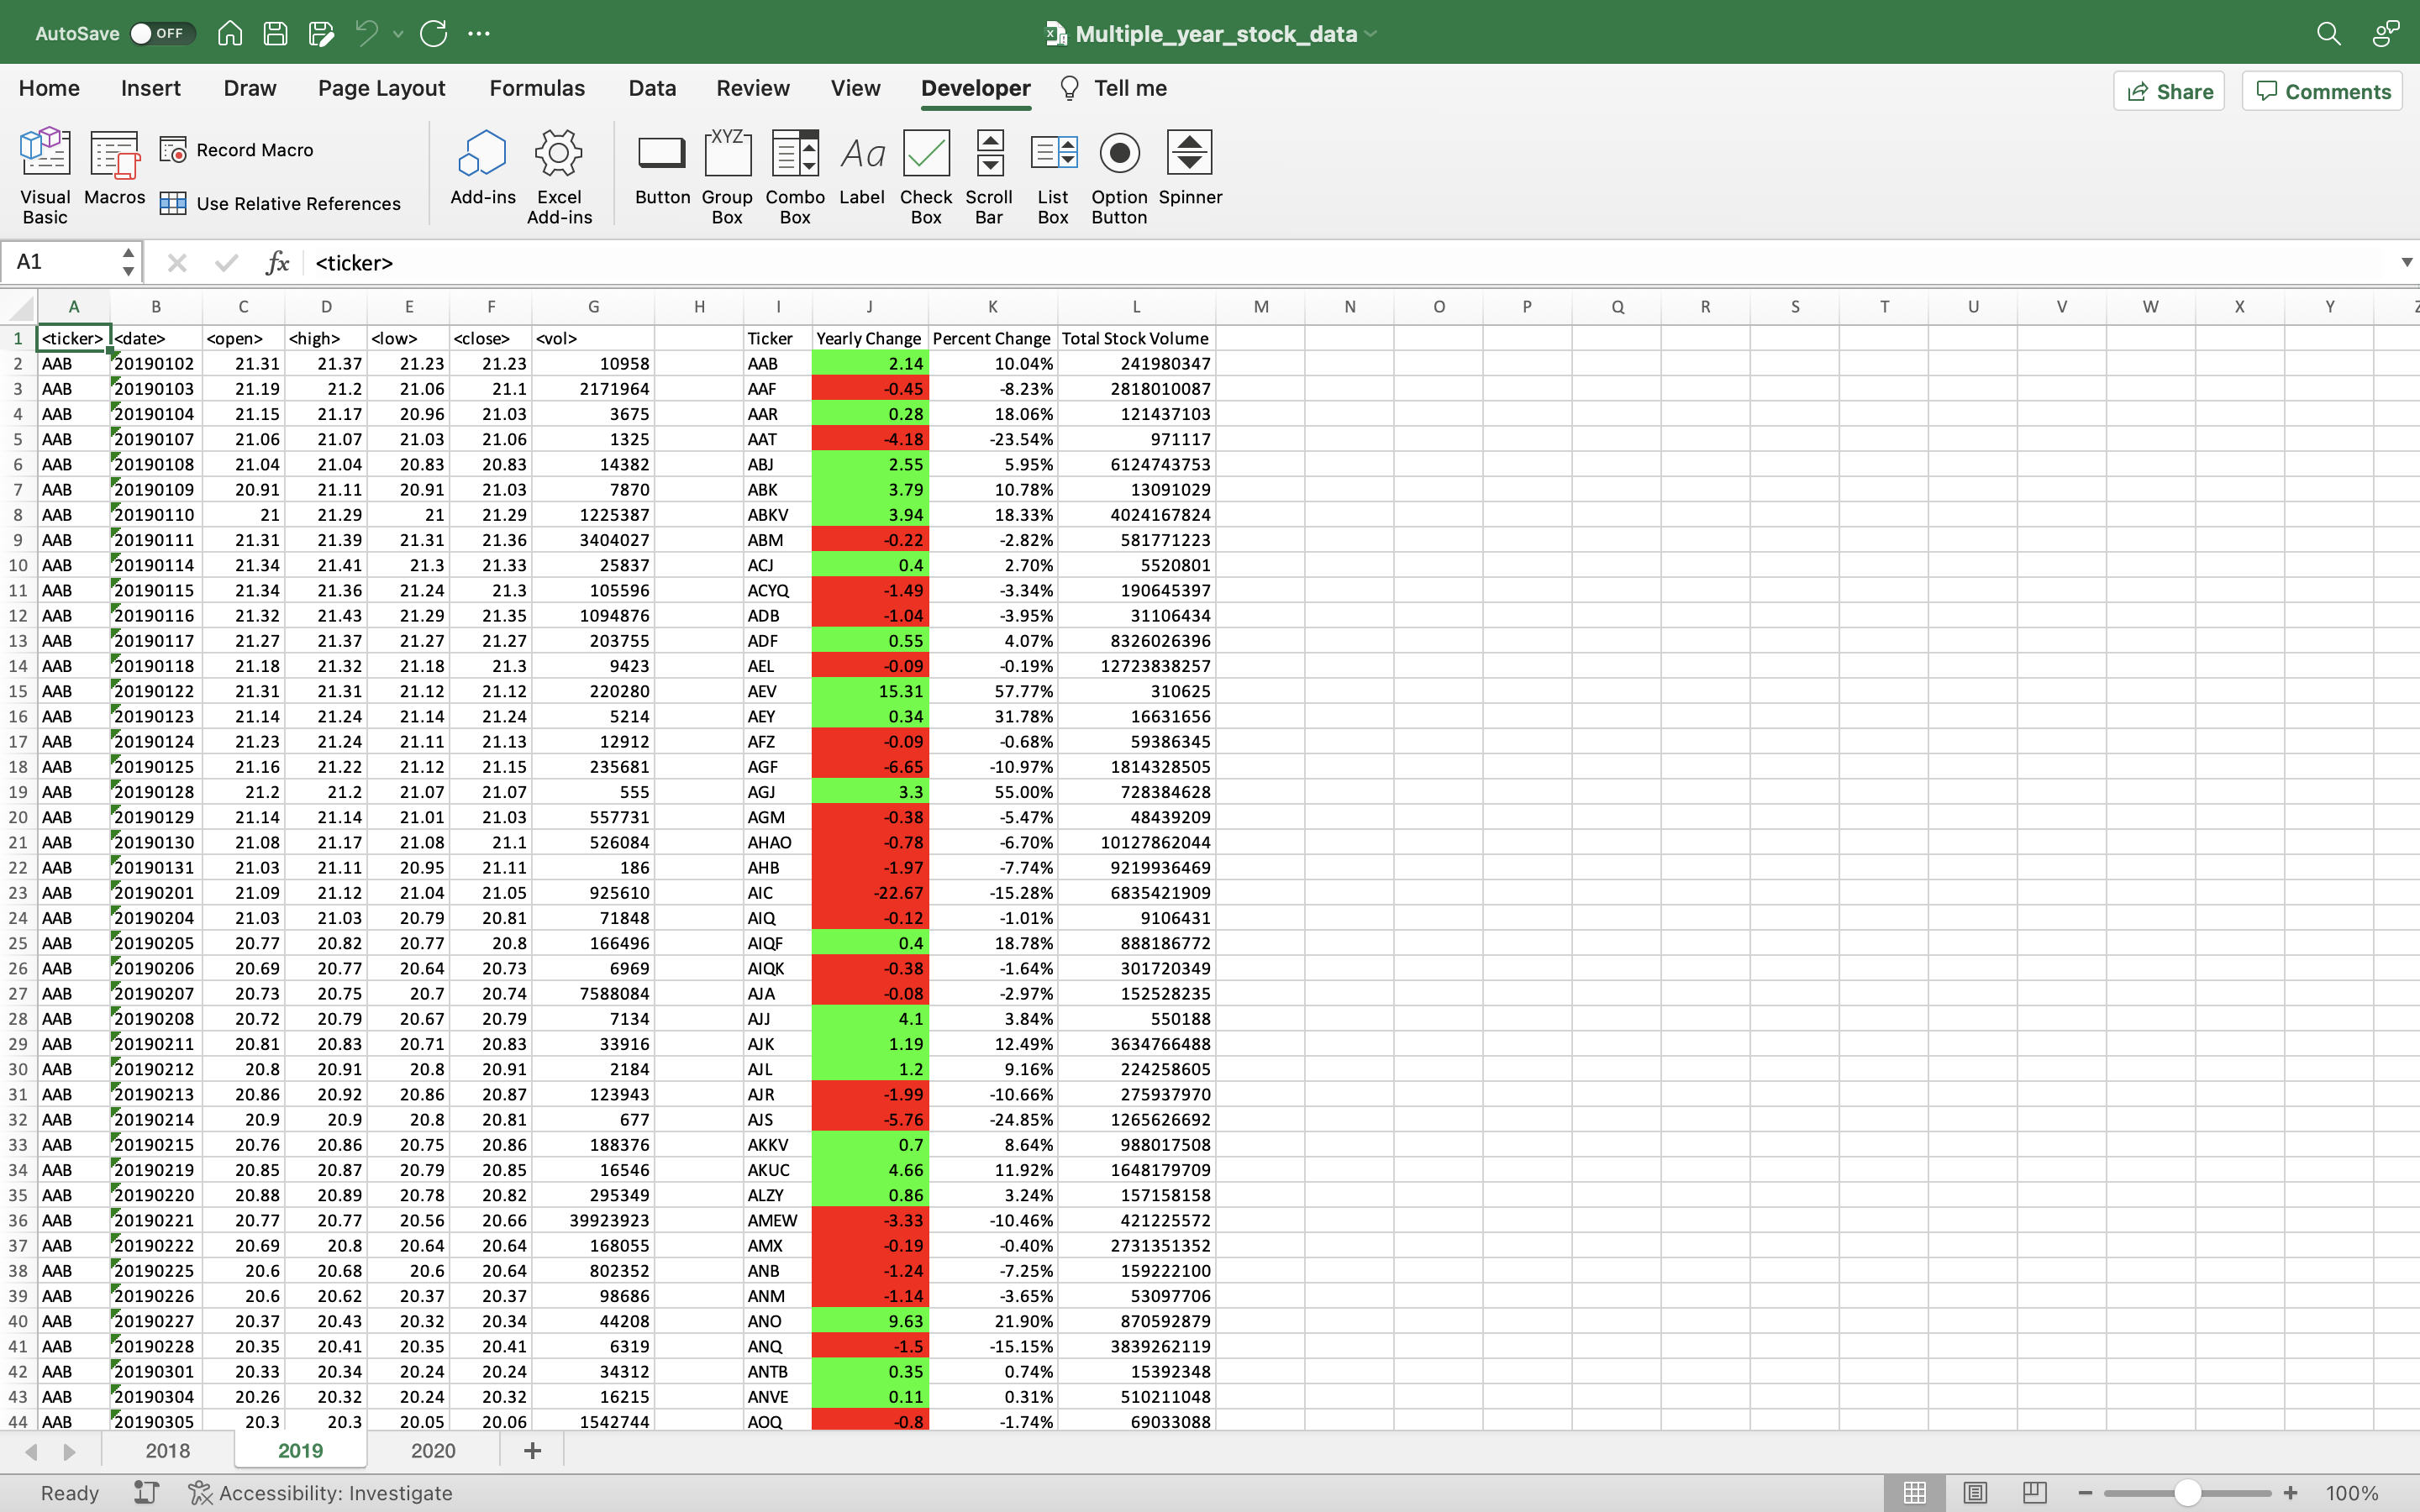 AutoSave OFF Multiple_year_stock_data
Home Insert Draw Page Layout Formulas Data Review View Developer Tell me Share Comments
Visual Basic Macros Record Macro Use Relative References Add-ins Excel Add-ins Button Group Box Combo Box Label Check Box Scroll Bar List Box Option Button Spinner
XYZ Aa
A1 fx <ticker>
A B C D E F G H I J K L M N O P Q R S T U V W X Y Z
1 <ticker> <date> <open> <high> <low> <close> <vol> Ticker Yearly Change Percent Change Total Stock Volume
2 AAB 20190102 21.31 21.37 21.23 21.23 10958 AAB 2.14 10.04% 241980347
3 AAB 20190103 21.19 21.2 21.06 21.1 2171964 AAF -0.45 -8.23% 2818010087
4 AAB 20190104 21.15 21.17 20.96 21.03 3675 AAR 0.28 18.06% 121437103
5 AAB 20190107 21.06 21.07 21.03 21.06 1325 AAT -4.18 -23.54% 971117
6 AAB 20190108 21.04 21.04 20.83 20.83 14382 ABJ 2.55 5.95% 6124743753
7 AAB 20190109 20.91 21.11 20.91 21.03 7870 ABK 3.79 10.78% 13091029
8 AAB 20190110 21 21.29 21 21.29 1225387 ABKV 3.94 18.33% 4024167824
9 AAB 20190111 21.31 21.39 21.31 21.36 3404027 ABM -0.22 -2.82% 581771223
10 AAB 20190114 21.34 21.41 21.3 21.33 25837 ACJ 0.4 2.70% 5520801
11 AAB 20190115 21.34 21.36 21.24 21.3 105596 ACYQ -1.49 -3.34% 190645397
12 AAB 20190116 21.32 21.43 21.29 21.35 1094876 ADB -1.04 -3.95% 31106434
13 AAB 20190117 21.27 21.37 21.27 21.27 203755 ADF 0.55 4.07% 8326026396
14 AAB 20190118 21.18 21.32 21.18 21.3 9423 AEL -0.09 -0.19% 12723838257
15 AAB 20190122 21.31 21.31 21.12 21.12 220280 AEV 15.31 57.77% 310625
16 AAB 20190123 21.14 21.24 21.14 21.24 5214 AEY 0.34 31.78% 16631656
17 AAB 20190124 21.23 21.24 21.11 21.13 12912 AFZ -0.09 -0.68% 59386345
18 AAB 20190125 21.16 21.22 21.12 21.15 235681 AGF -6.65 -10.97% 1814328505
19 AAB 20190128 21.2 21.2 21.07 21.07 555 AGJ 3.3 55.00% 728384628
20 AAB 20190129 21.14 21.14 21.01 21.03 557731 AGM -0.38 -5.47% 48439209
21 AAB 20190130 21.08 21.17 21.08 21.1 526084 AHAO -0.78 -6.70% 10127862044
22 AAB 20190131 21.03 21.11 20.95 21.11 186 AHB -1.97 -7.74% 9219936469
23 AAB 20190201 21.09 21.12 21.04 21.05 925610 AIC -22.67 -15.28% 6835421909
24 AAB 20190204 21.03 21.03 20.79 20.81 71848 AIQ -0.12 -1.01% 9106431
25 AAB 20190205 20.77 20.82 20.77 20.8 166496 AIQF 0.4 18.78% 888186772
26 AAB 20190206 20.69 20.77 20.64 20.73 6969 AIQK -0.38 -1.64% 301720349
27 AAB 20190207 20.73 20.75 20.7 20.74 7588084 AJA -0.08 -2.97% 152528235
28 AAB 20190208 20.72 20.79 20.67 20.79 7134 AJJ 4.1 3.84% 550188
29 AAB 20190211 20.81 20.83 20.71 20.83 33916 AJK 1.19 12.49% 3634766488
30 AAB 20190212 20.8 20.91 20.8 20.91 2184 AJL 1.2 9.16% 224258605
31 AAB 20190213 20.86 20.92 20.86 20.87 123943 AJR -1.99 -10.66% 275937970
32 AAB 20190214 20.9 20.9 20.8 20.81 677 AJS -5.76 -24.85% 1265626692
33 AAB 20190215 20.76 20.86 20.75 20.86 188376 AKKV 0.7 8.64% 988017508
34 AAB 20190219 20.85 20.87 20.79 20.85 16546 AKUC 4.66 11.92% 1648179709
35 AAB 20190220 20.88 20.89 20.78 20.82 295349 ALZY 0.86 3.24% 157158158
36 AAB 20190221 20.77 20.77 20.56 20.66 39923923 AMEW -3.33 -10.46% 421225572
37 AAB 20190222 20.69 20.8 20.64 20.64 168055 AMX -0.19 -0.40% 2731351352
38 AAB 20190225 20.6 20.68 20.6 20.64 802352 ANB -1.24 -7.25% 159222100
39 AAB 20190226 20.6 20.62 20.37 20.37 98686 ANM -1.14 -3.65% 53097706
40 AAB 20190227 20.37 20.43 20.32 20.34 44208 ANO 9.63 21.90% 870592879
41 AAB 20190228 20.35 20.41 20.35 20.41 6319 ANQ -1.5 -15.15% 3839262119
42 AAB 20190301 20.33 20.34 20.24 20.24 34312 ANTB 0.35 0.74% 15392348
43 AAB 20190304 20.26 20.32 20.24 20.32 16215 ANVE 0.11 0.31% 510211048
44 AAB 20190305 20.3 20.3 20.05 20.06 1542744 AOQ -0.8 -1.74% 69033088
2018 2019 2020 +
Ready Accessibility: Investigate 100%